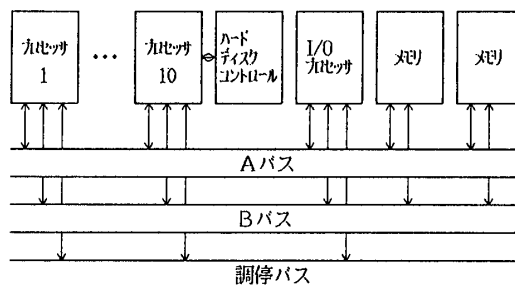 プロセッサ
1
…
プロセッサ
10
ハード
ディスク
コントロール
I/O
プロセッサ
メモリ
メモリ
Aバス
Bバス
調停バス